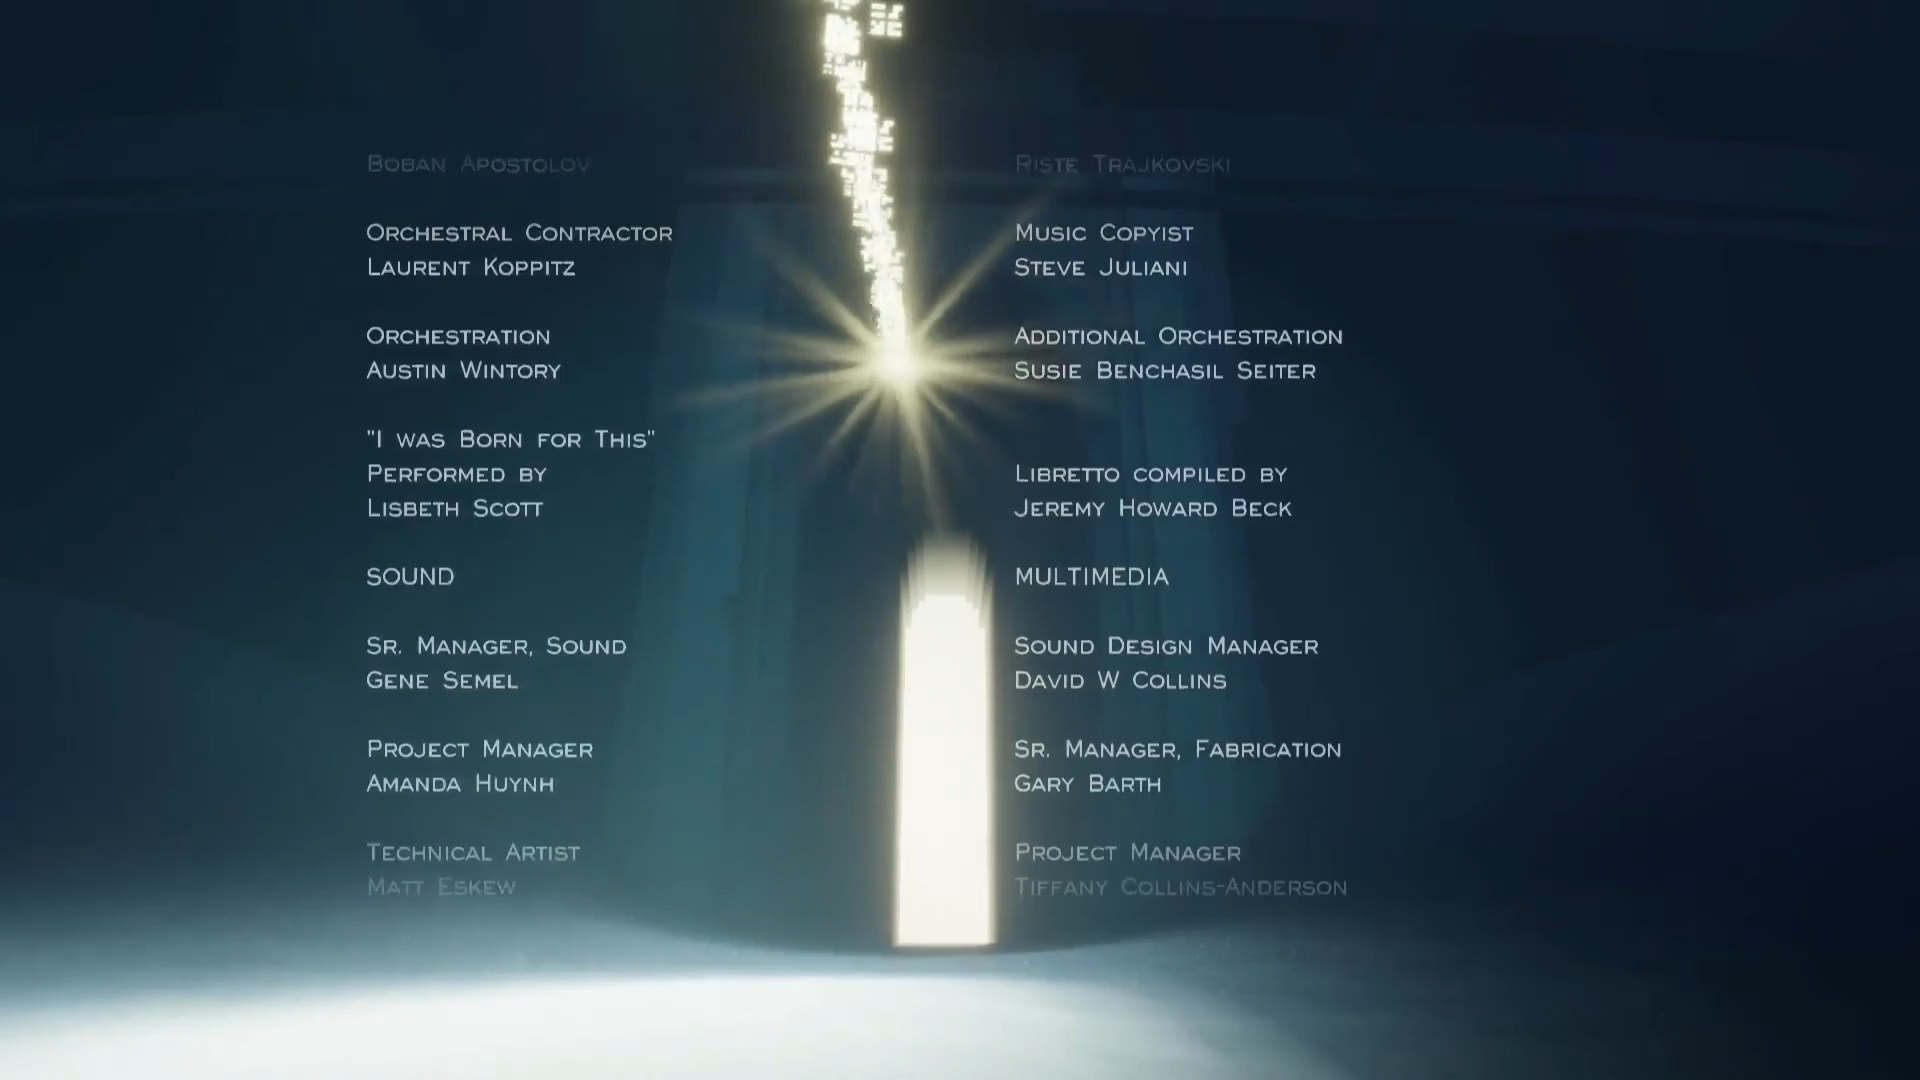 Boban Apostolov
Riste Trajkovski
Orchestral Contractor
Laurent Koppitz
Music Copyist
Steve Juliani
Orchestration
Austin Wintory
Additional Orchestration
Susie Benchasil Seiter
"I was Born for This"
Performed by
Lisbeth Scott
Libretto compiled by
Jeremy Howard Beck
SOUND
MULTIMEDIA
Sr. Manager, Sound
Gene Semel
Sound Design Manager
David W Collins
Project Manager
Amanda Huynh
Sr. Manager, Fabrication
Gary Barth
Technical Artist
Matt Eskew
Project Manager
Tiffany Collins-Anderson